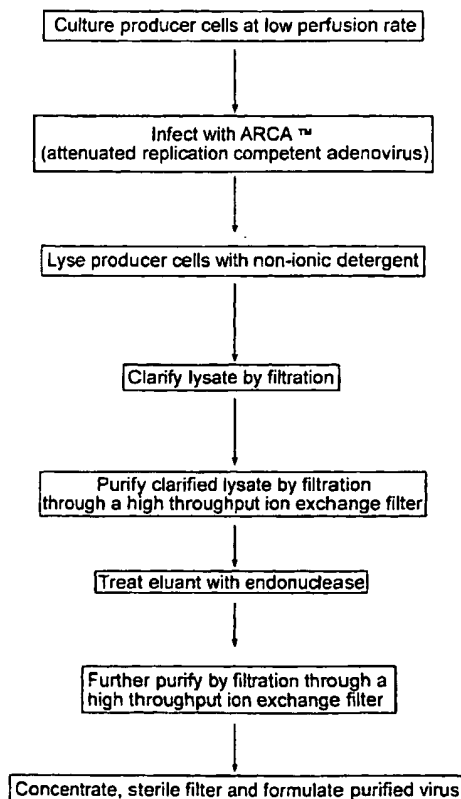 Culture producer cells at low perfusion rate
Infect with ARCA ™
(attenuated replication competent adenovirus)
Lyse producer cells with non-ionic detergent
Clarify lysate by filtration
Purify clarified lysate by filtration
through a high throughput ion exchange filter
Treat eluant with endonuclease
Further purify by filtration through a
high throughput ion exchange filter
Concentrate, sterile filter and formulate purified virus